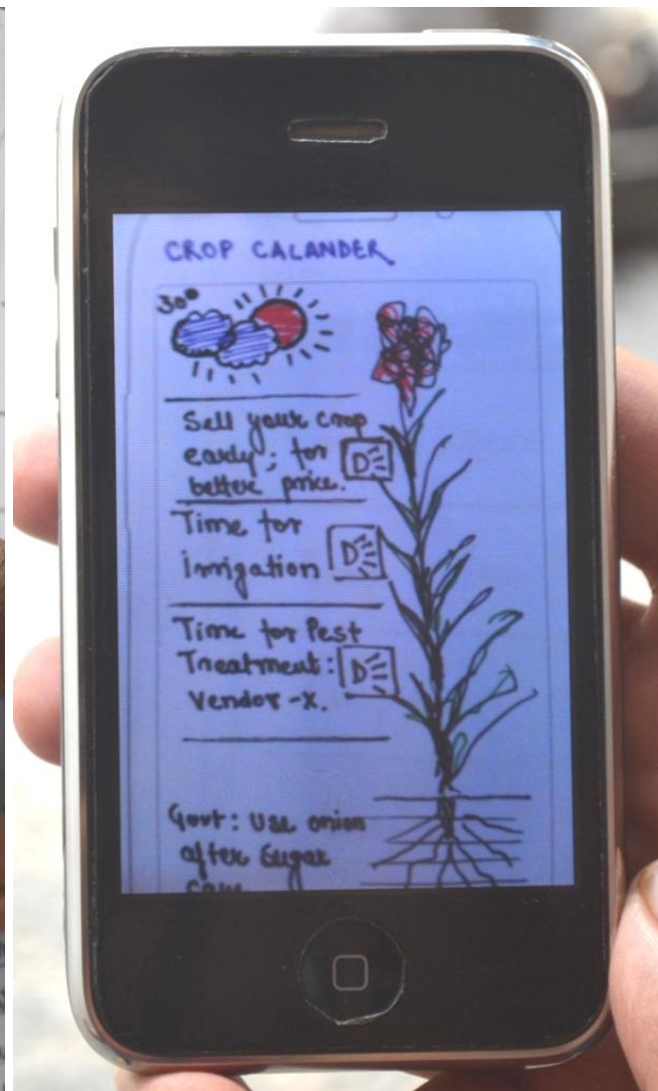 CROP CALANDER
30°
Sell your crop
early; for
better price.
Time for
irrigation
Time for Pest
Treatment:
Vendor-X.
Govt: Use onion
after Sugar